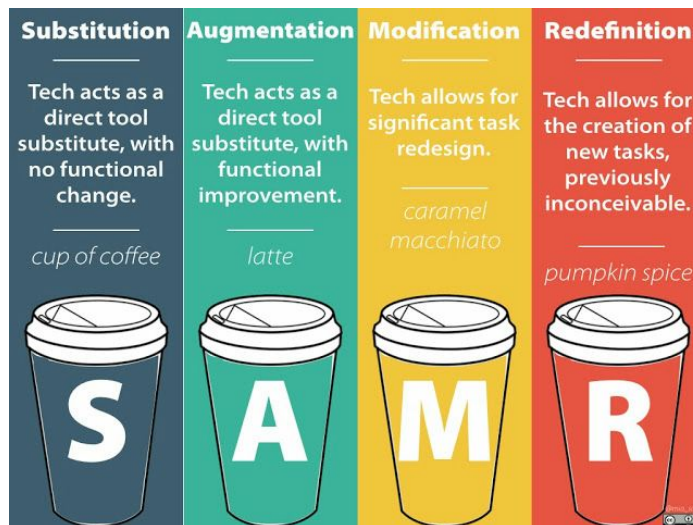 Substitution
Tech acts as a
direct tool
substitute, with
no functional
change.
cup of coffee
S
Augmentation
Tech acts as a
direct tool
substitute, with
functional
improvement.
latte
A
Modification
Tech allows for
significant task
redesign.
caramel
macchiato
M
Redefinition
Tech allows for
the creation of
new tasks,
previously
inconceivable.
pumpkin spice
R